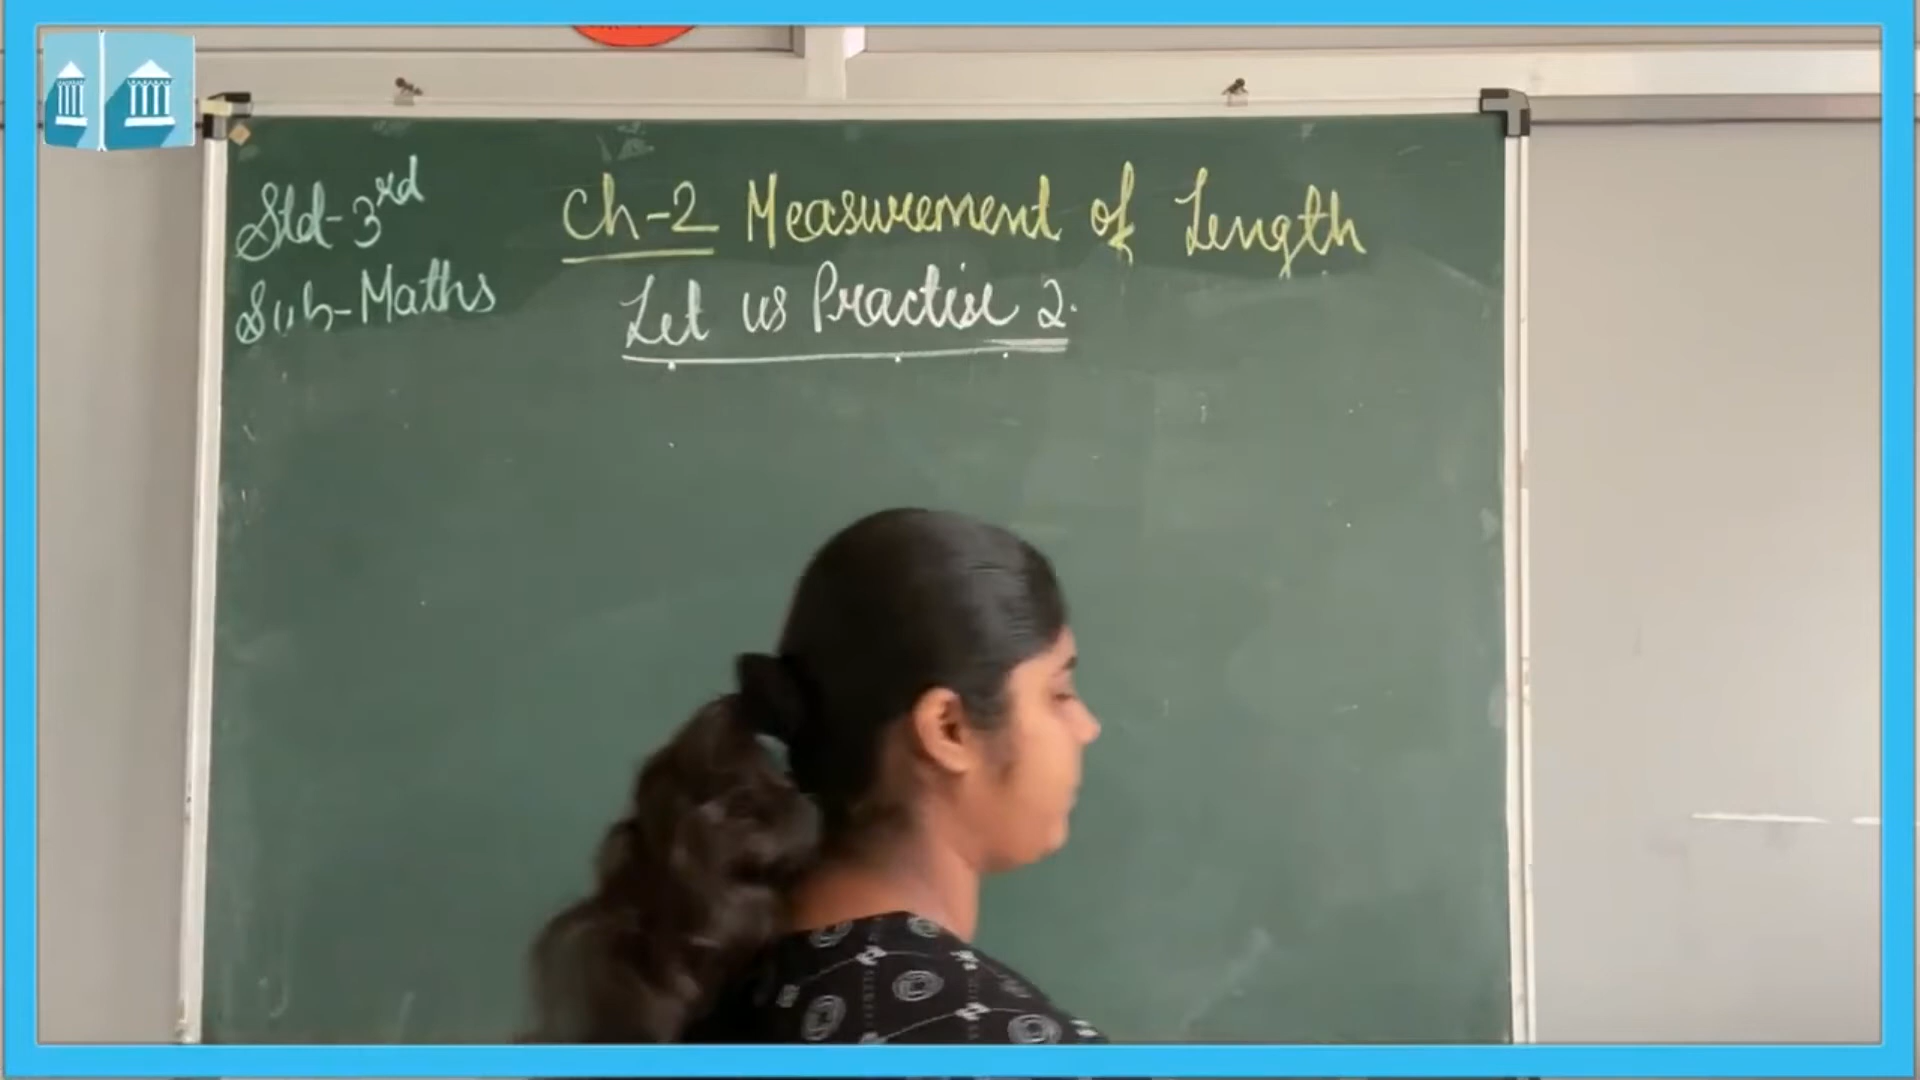 Std-3rd
Ch-2 Measurement of Length
Sub-Maths
Let us Practise 2.